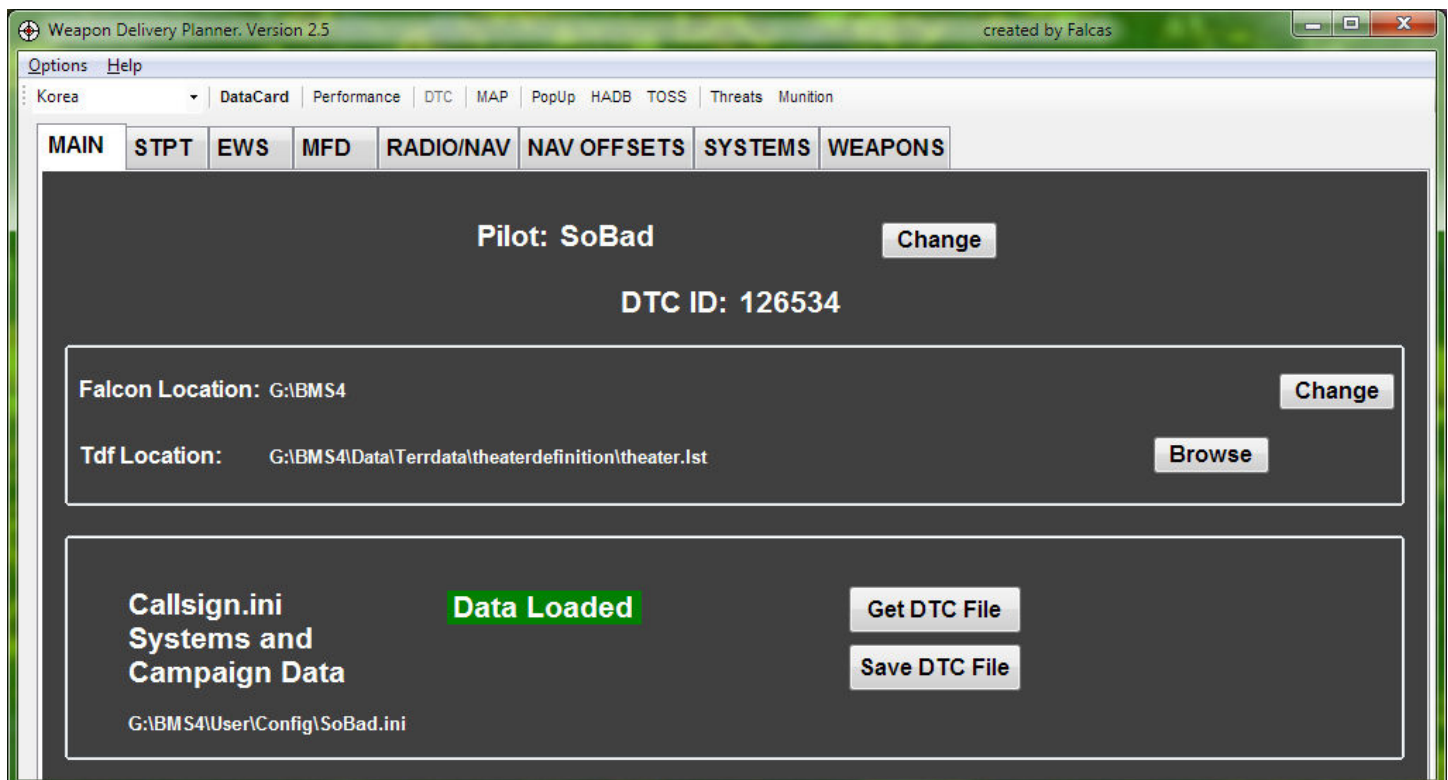 Weapon Delivery Planner. Version 2.5 created by Falcas
Options Help
Korea DataCard Performance DTC MAP PopUp HADB TOSS Threats Munition
MAIN STPT EWS MFD RADIO/NAV NAV OFFSETS SYSTEMS WEAPONS
Pilot: SoBad Change
DTC ID: 126534
Falcon Location: G:\BMS4 Change
Tdf Location: G:\BMS4\Data\Terrdata\theaterdefinition\theater.lst Browse
Callsign.ini Data Loaded Get DTC File
Systems and
Campaign Data Save DTC File
G:\BMS4\User\Config\SoBad.ini